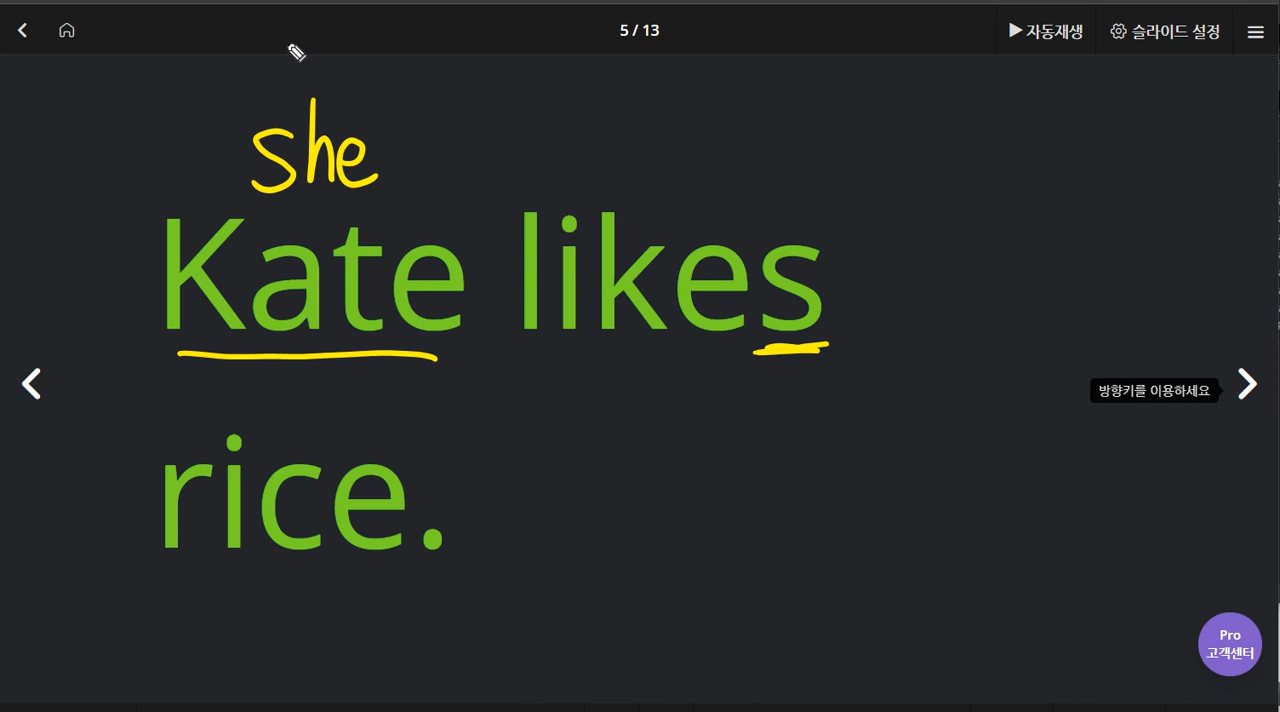 5 / 13
▶ 자동재생
슬라이드 설정
she
Kate likes
방향키를 이용하세요
rice.
Pro
고객센터